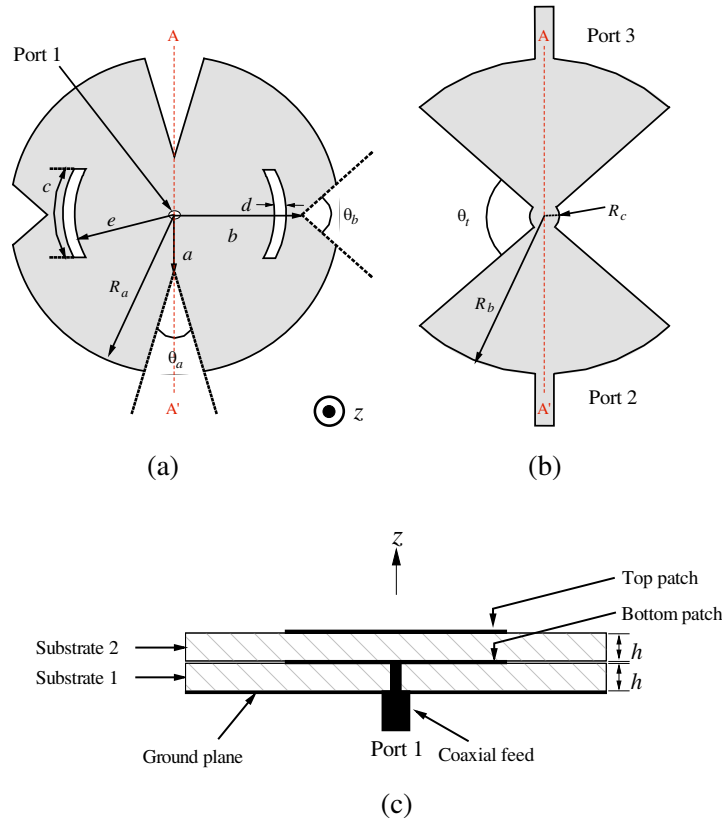 Port 1
A
c
e
d
b
θb
a
Ra
θa
A'
z
(a)
A
Port 3
θt
Rc
Rb
A'
Port 2
(b)
z
Top patch
Bottom patch
Substrate 2
h
Substrate 1
h
Ground plane
Port 1
Coaxial feed
(c)